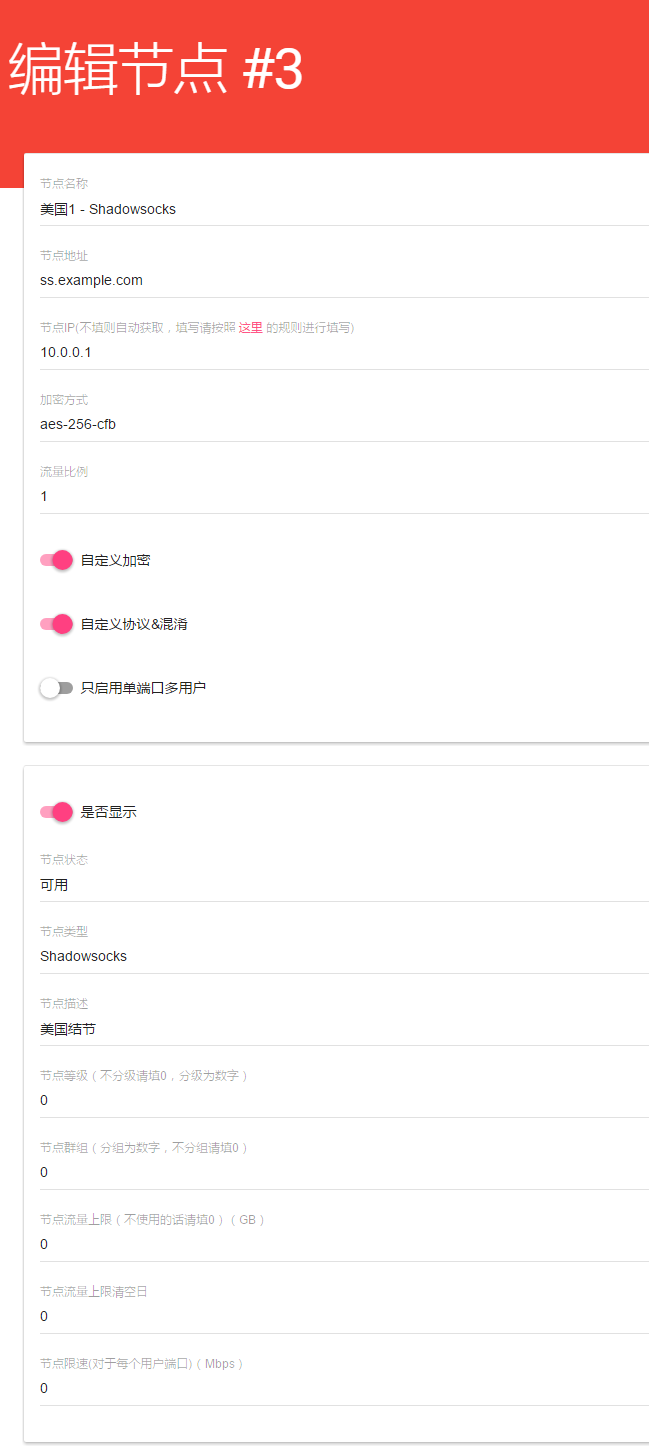 编辑节点 #3
节点名称
美国1 - Shadowsocks
节点地址
ss.example.com
节点IP(不填则自动获取，填写请按照 这里 的规则进行填写)
10.0.0.1
加密方式
aes-256-cfb
流量比例
1
自定义加密
自定义协议&混淆
只启用单端口多用户
是否显示
节点状态
可用
节点类型
Shadowsocks
节点描述
美国结节
节点等级（不分级请填0，分级为数字）
0
节点群组（分组为数字，不分组请填0）
0
节点流量上限（不使用的话请填0）（GB）
0
节点流量上限清空日
0
节点限速(对于每个用户端口)（Mbps）
0